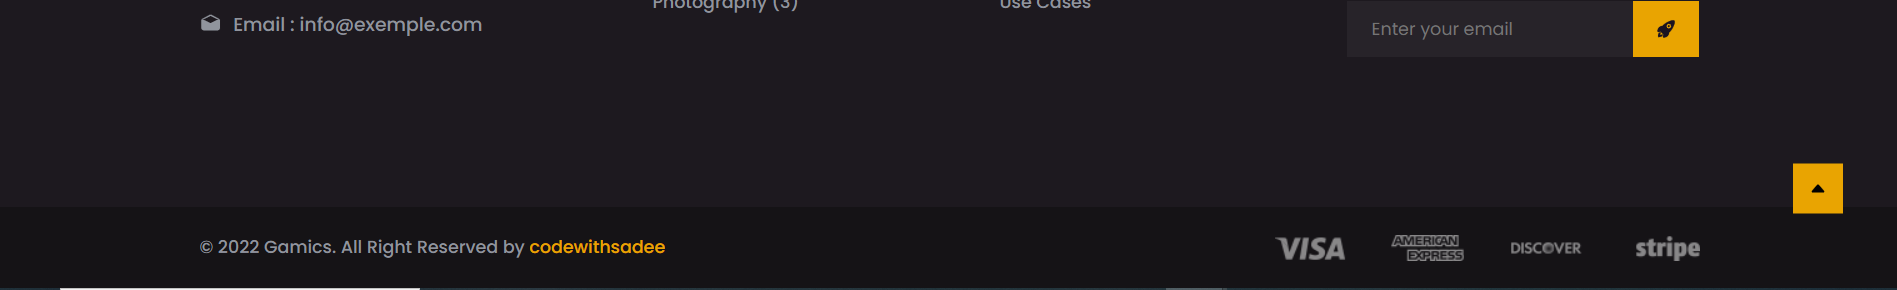 Photography (3)
Use Cases
Email : info@exemple.com
Enter your email
© 2022 Gamics. All Right Reserved by codewithsadee
VISA
AMERICAN
EXPRESS
DISCOVER
stripe